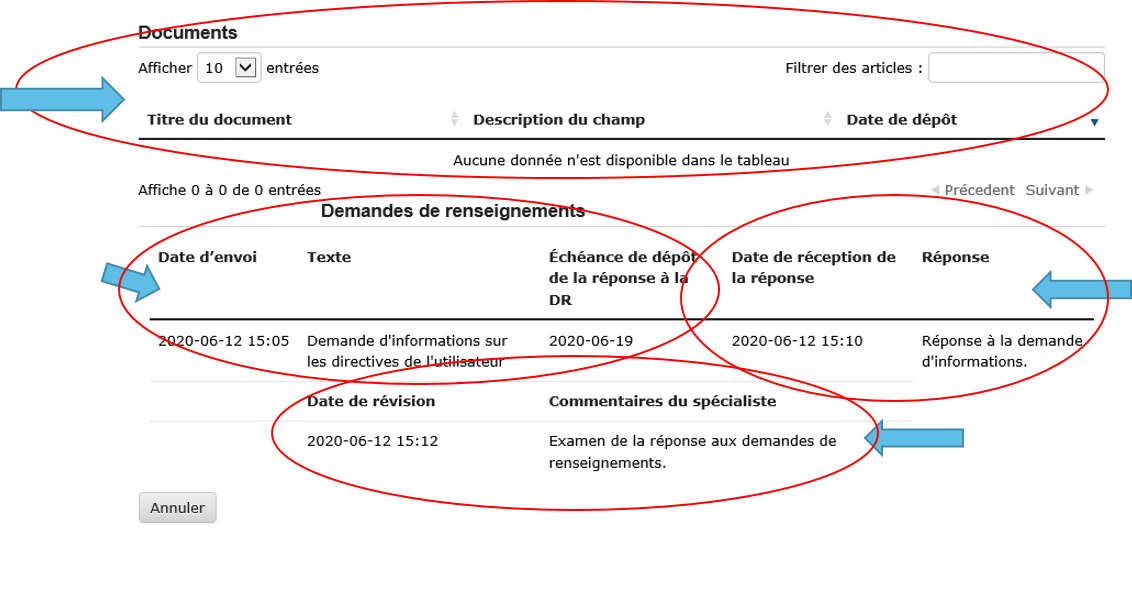 Documents
Afficher 10 entrées
Filtrer des articles :
Titre du document Description du champ Date de dépôt
Aucune donnée n'est disponible dans le tableau
Affiche 0 à 0 de 0 entrées
Précedent Suivant
Demandes de renseignements
Date d’envoi
Texte
Échéance de dépôt
de la réponse à la
DR
Date de réception de
la réponse
Réponse
2020-06-12 15:05
Demande d'informations sur
les directives de l'utilisateur
2020-06-19
2020-06-12 15:10
Réponse à la demande
d'informations.
Date de révision
Commentaires du spécialiste
2020-06-12 15:12
Examen de la réponse aux demandes de
renseignements.
Annuler